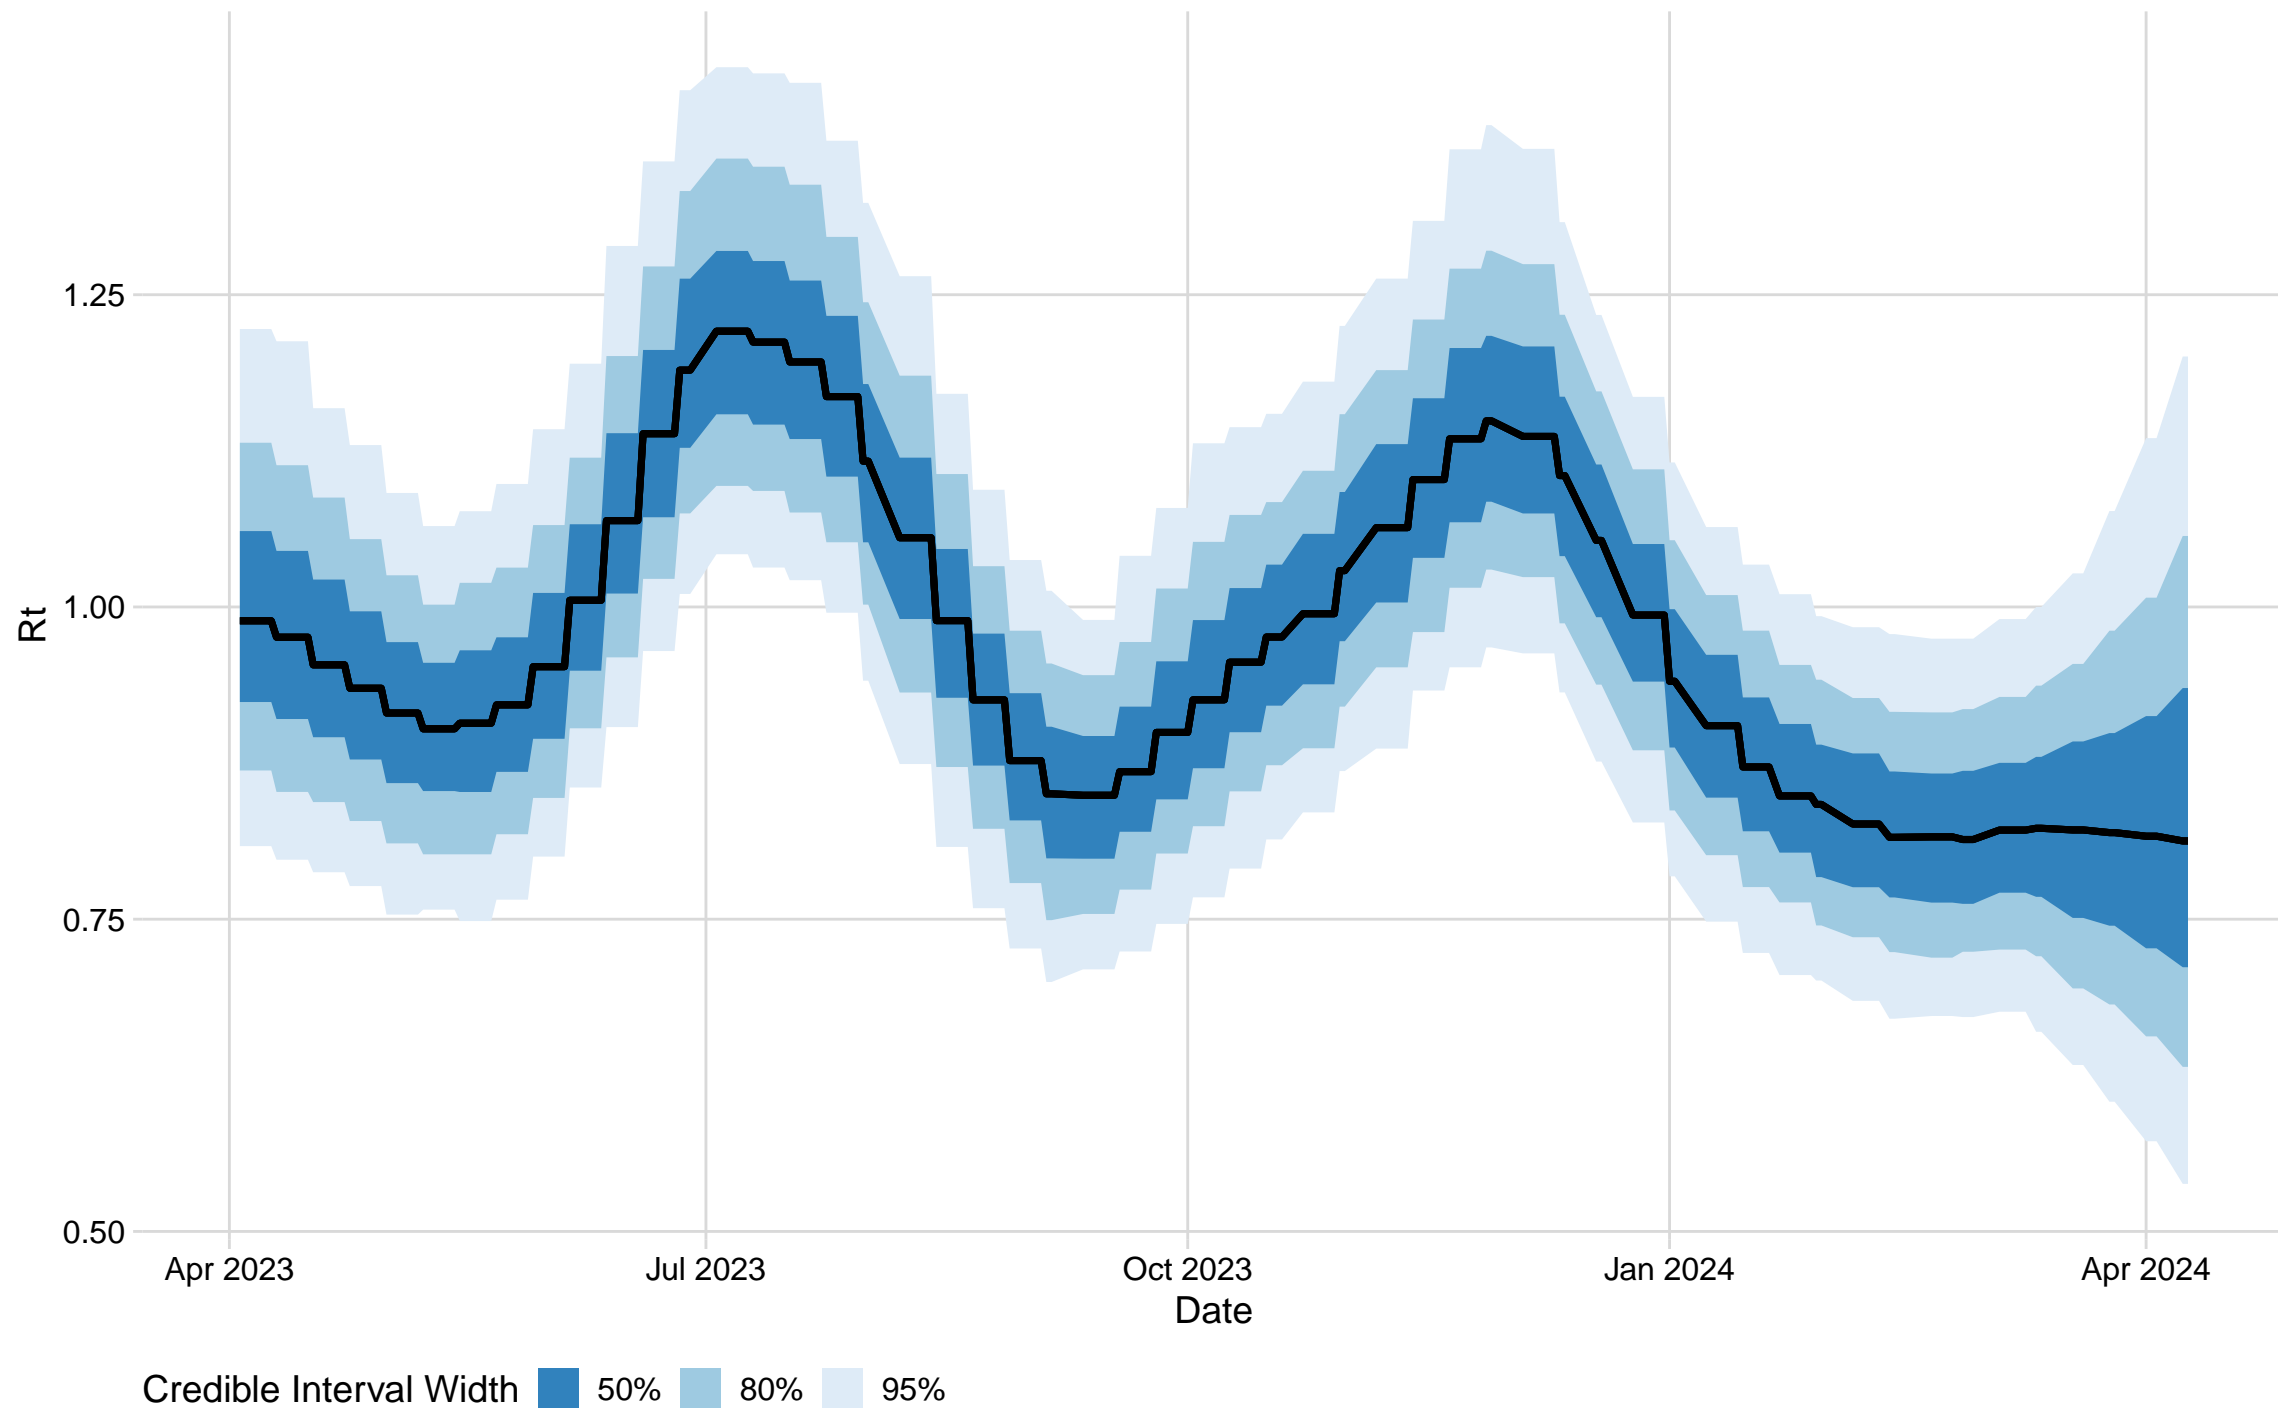 1.25
1.00
0.75
0.50
Rt
Apr 2023 Jul 2023 Oct 2023 Jan 2024 Apr 2024
Date
Credible Interval Width 50% 80% 95%